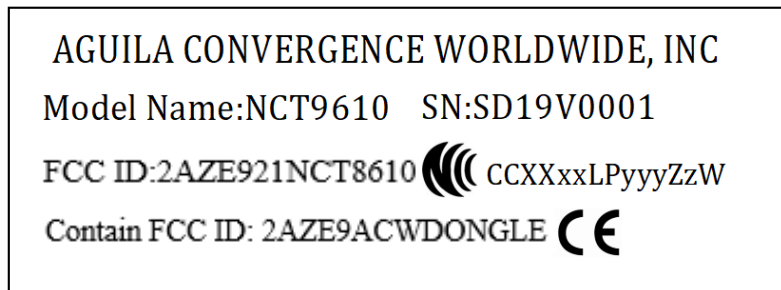 AGUILA CONVERGENCE WORLDWIDE, INC
Model Name:NCT9610 SN:SD19V0001
FCC ID:2AZE921NCT8610 CCXXxxLPyyyZzW
Contain FCC ID: 2AZE9ACWDONGLE CE